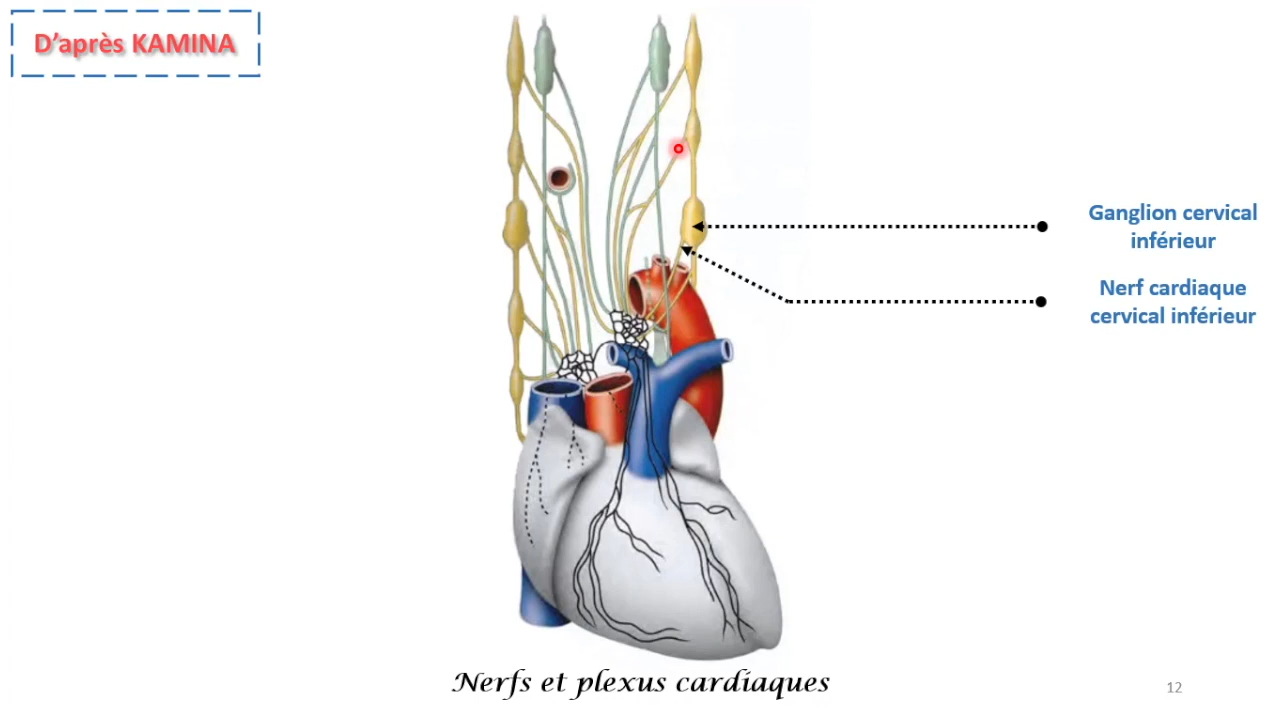 D'après KAMINA
Ganglion cervical
inférieur
Nerf cardiaque
cervical inférieur
Nerfs et plexus cardiaques
12